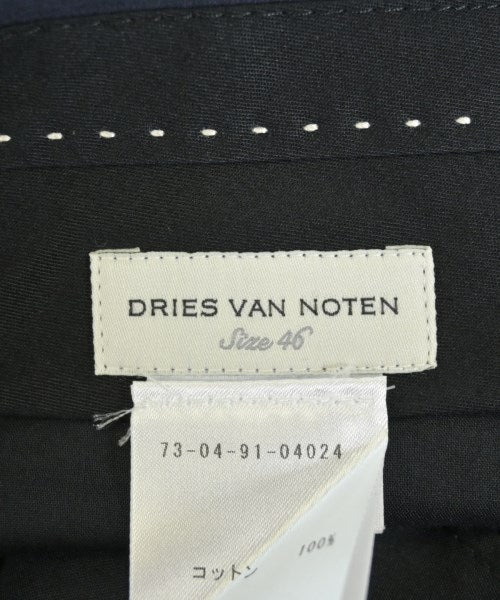 DRIES VAN NOTEN
Size 46
73-04-91-04024
コットン 100%